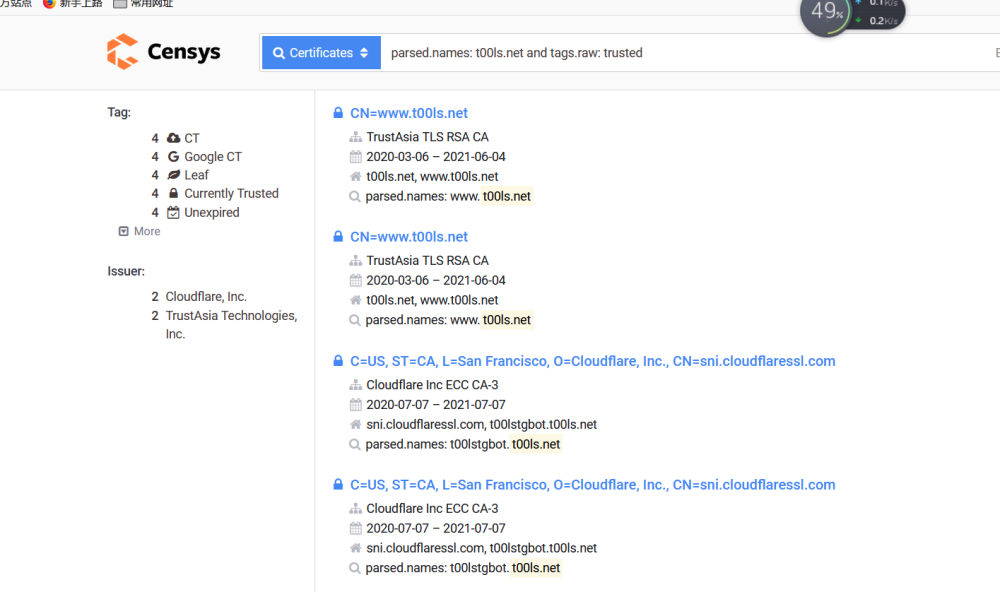 方站点 新手上路 常用网址
49%
0.1K/s
0.2K/s
Censys
Certificates
parsed.names: t00ls.net and tags.raw: trusted
Tag:
4 CT
4 Google CT
4 Leaf
4 Currently Trusted
4 Unexpired
More
Issuer:
2 Cloudflare, Inc.
2 TrustAsia Technologies,
Inc.
CN=www.t00ls.net
TrustAsia TLS RSA CA
2020-03-06 – 2021-06-04
t00ls.net, www.t00ls.net
parsed.names: www. t00ls.net
CN=www.t00ls.net
TrustAsia TLS RSA CA
2020-03-06 – 2021-06-04
t00ls.net, www.t00ls.net
parsed.names: www. t00ls.net
C=US, ST=CA, L=San Francisco, O=Cloudflare, Inc., CN=sni.cloudflaressl.com
Cloudflare Inc ECC CA-3
2020-07-07 – 2021-07-07
sni.cloudflaressl.com, t00lstgbot.t00ls.net
parsed.names: t00lstgbot. t00ls.net
C=US, ST=CA, L=San Francisco, O=Cloudflare, Inc., CN=sni.cloudflaressl.com
Cloudflare Inc ECC CA-3
2020-07-07 – 2021-07-07
sni.cloudflaressl.com, t00lstgbot.t00ls.net
parsed.names: t00lstgbot. t00ls.net